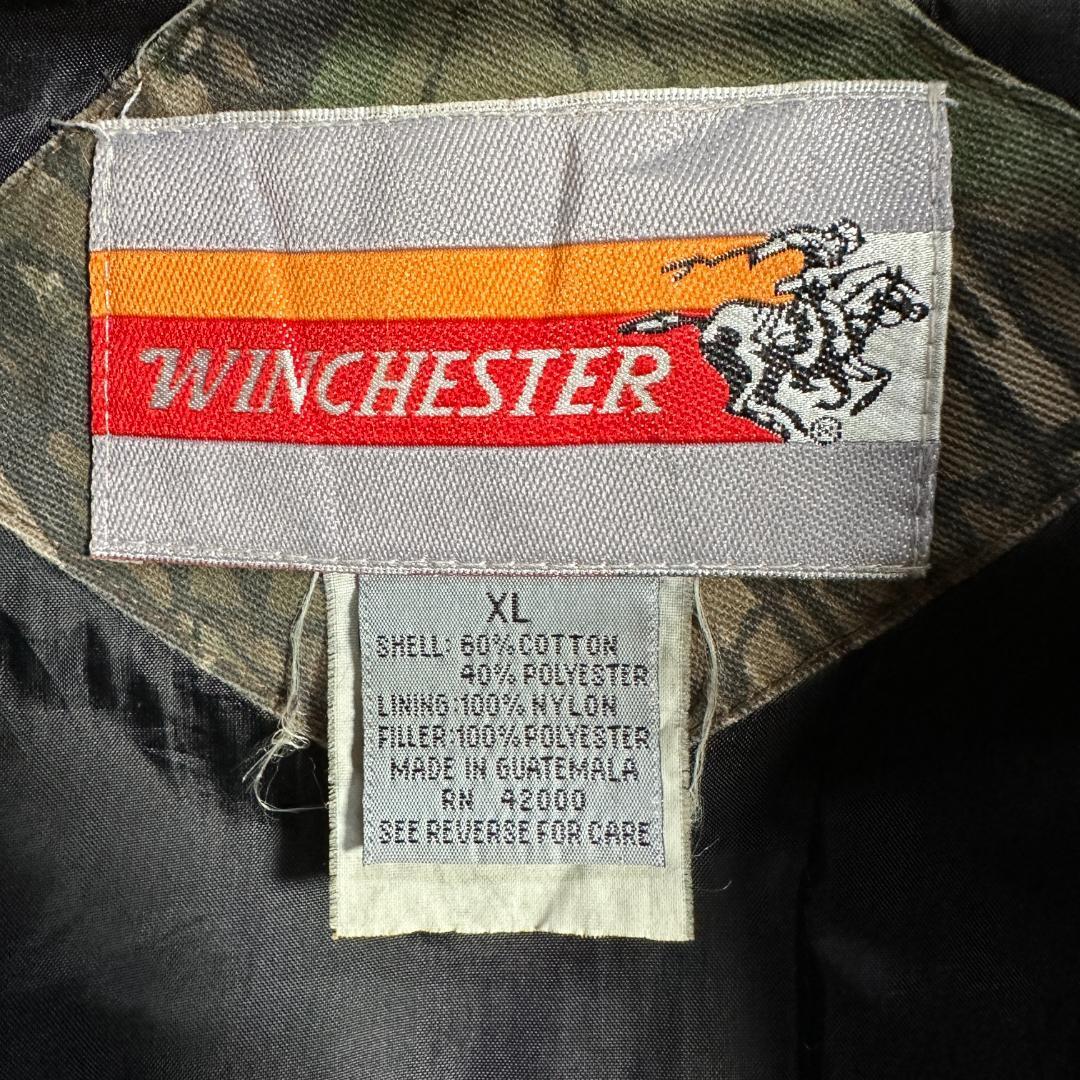 WINCHESTER
®
XL
SHELL: 60% COTTON
40% POLYESTER
LINING: 100% NYLON
FILLER 100% POLYESTER
MADE IN GUATEMALA
RN 42000
SEE REVERSE FOR CARE